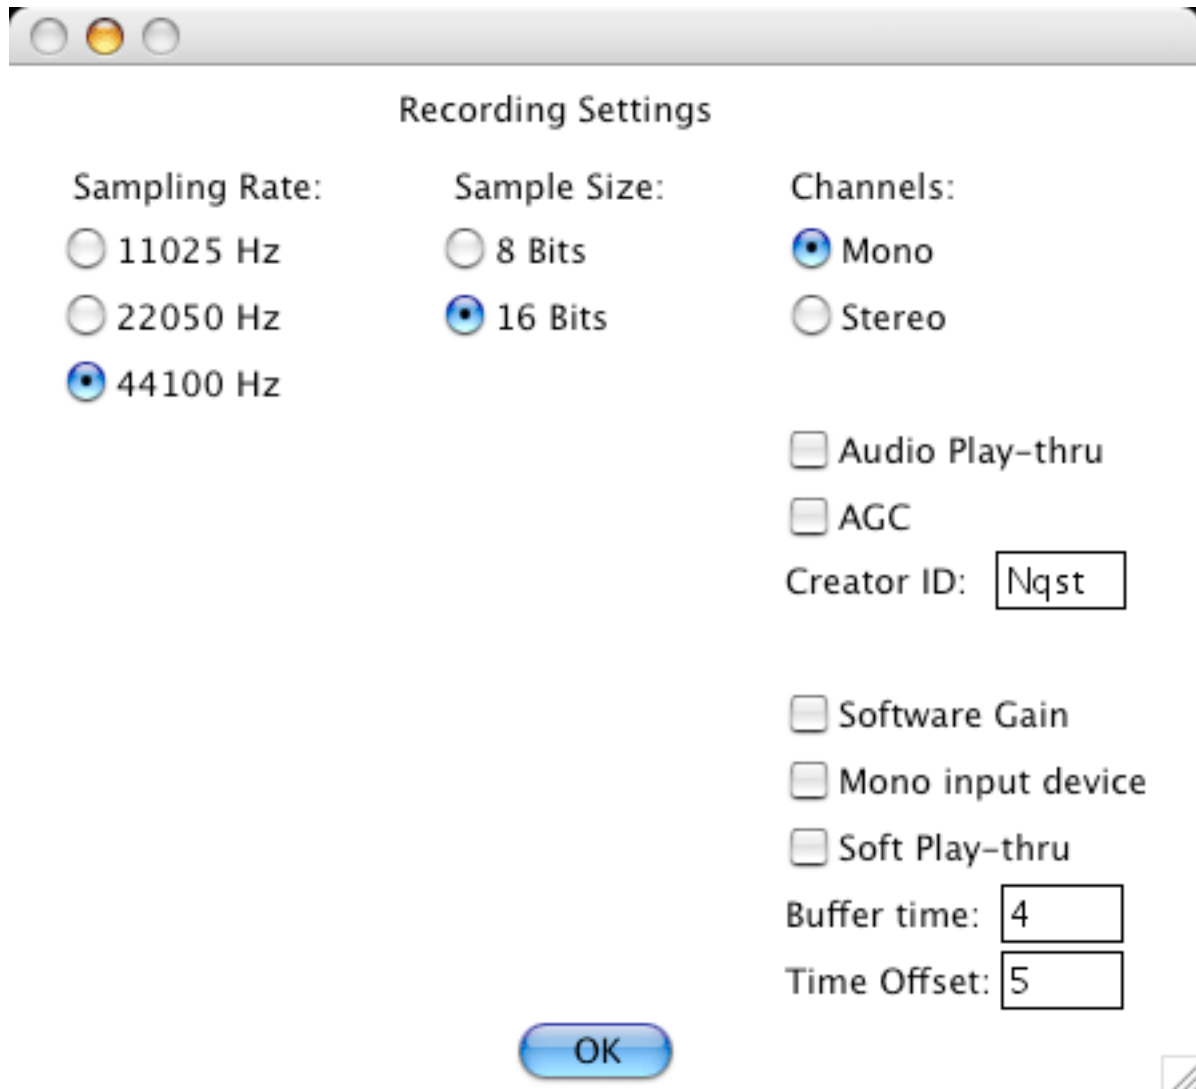 Recording Settings
Sampling Rate: Sample Size: Channels:
11025 Hz 8 Bits Mono
22050 Hz 16 Bits Stereo
44100 Hz
Audio Play-thru
AGC
Creator ID: Nqst
Software Gain
Mono input device
Soft Play-thru
Buffer time: 4
Time Offset: 5
OK